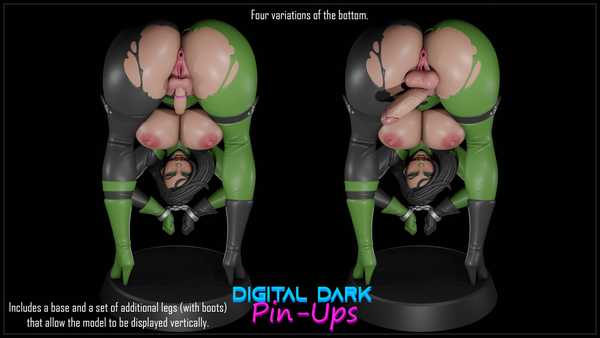 Four variations of the bottom.
Includes a base and a set of additional legs (with boots)
that allow the model to be displayed vertically.
DIGITAL DARK
Pin-Ups